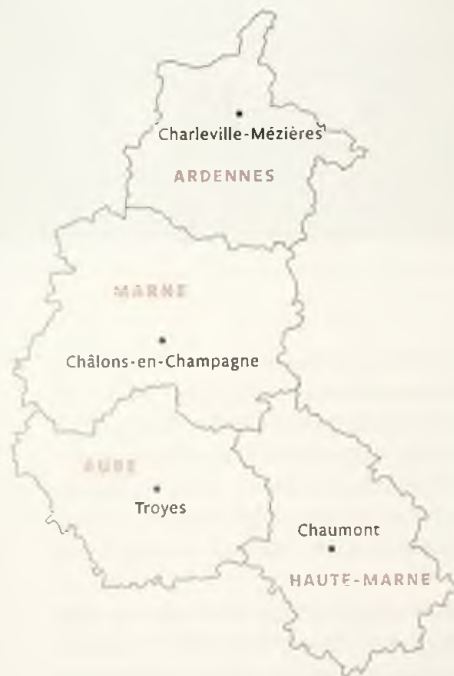 Charleville-Mézières
ARDENNES
MARNE
Châlons-en-Champagne
AUBE
Troyes
Chaumont
HAUTE-MARNE